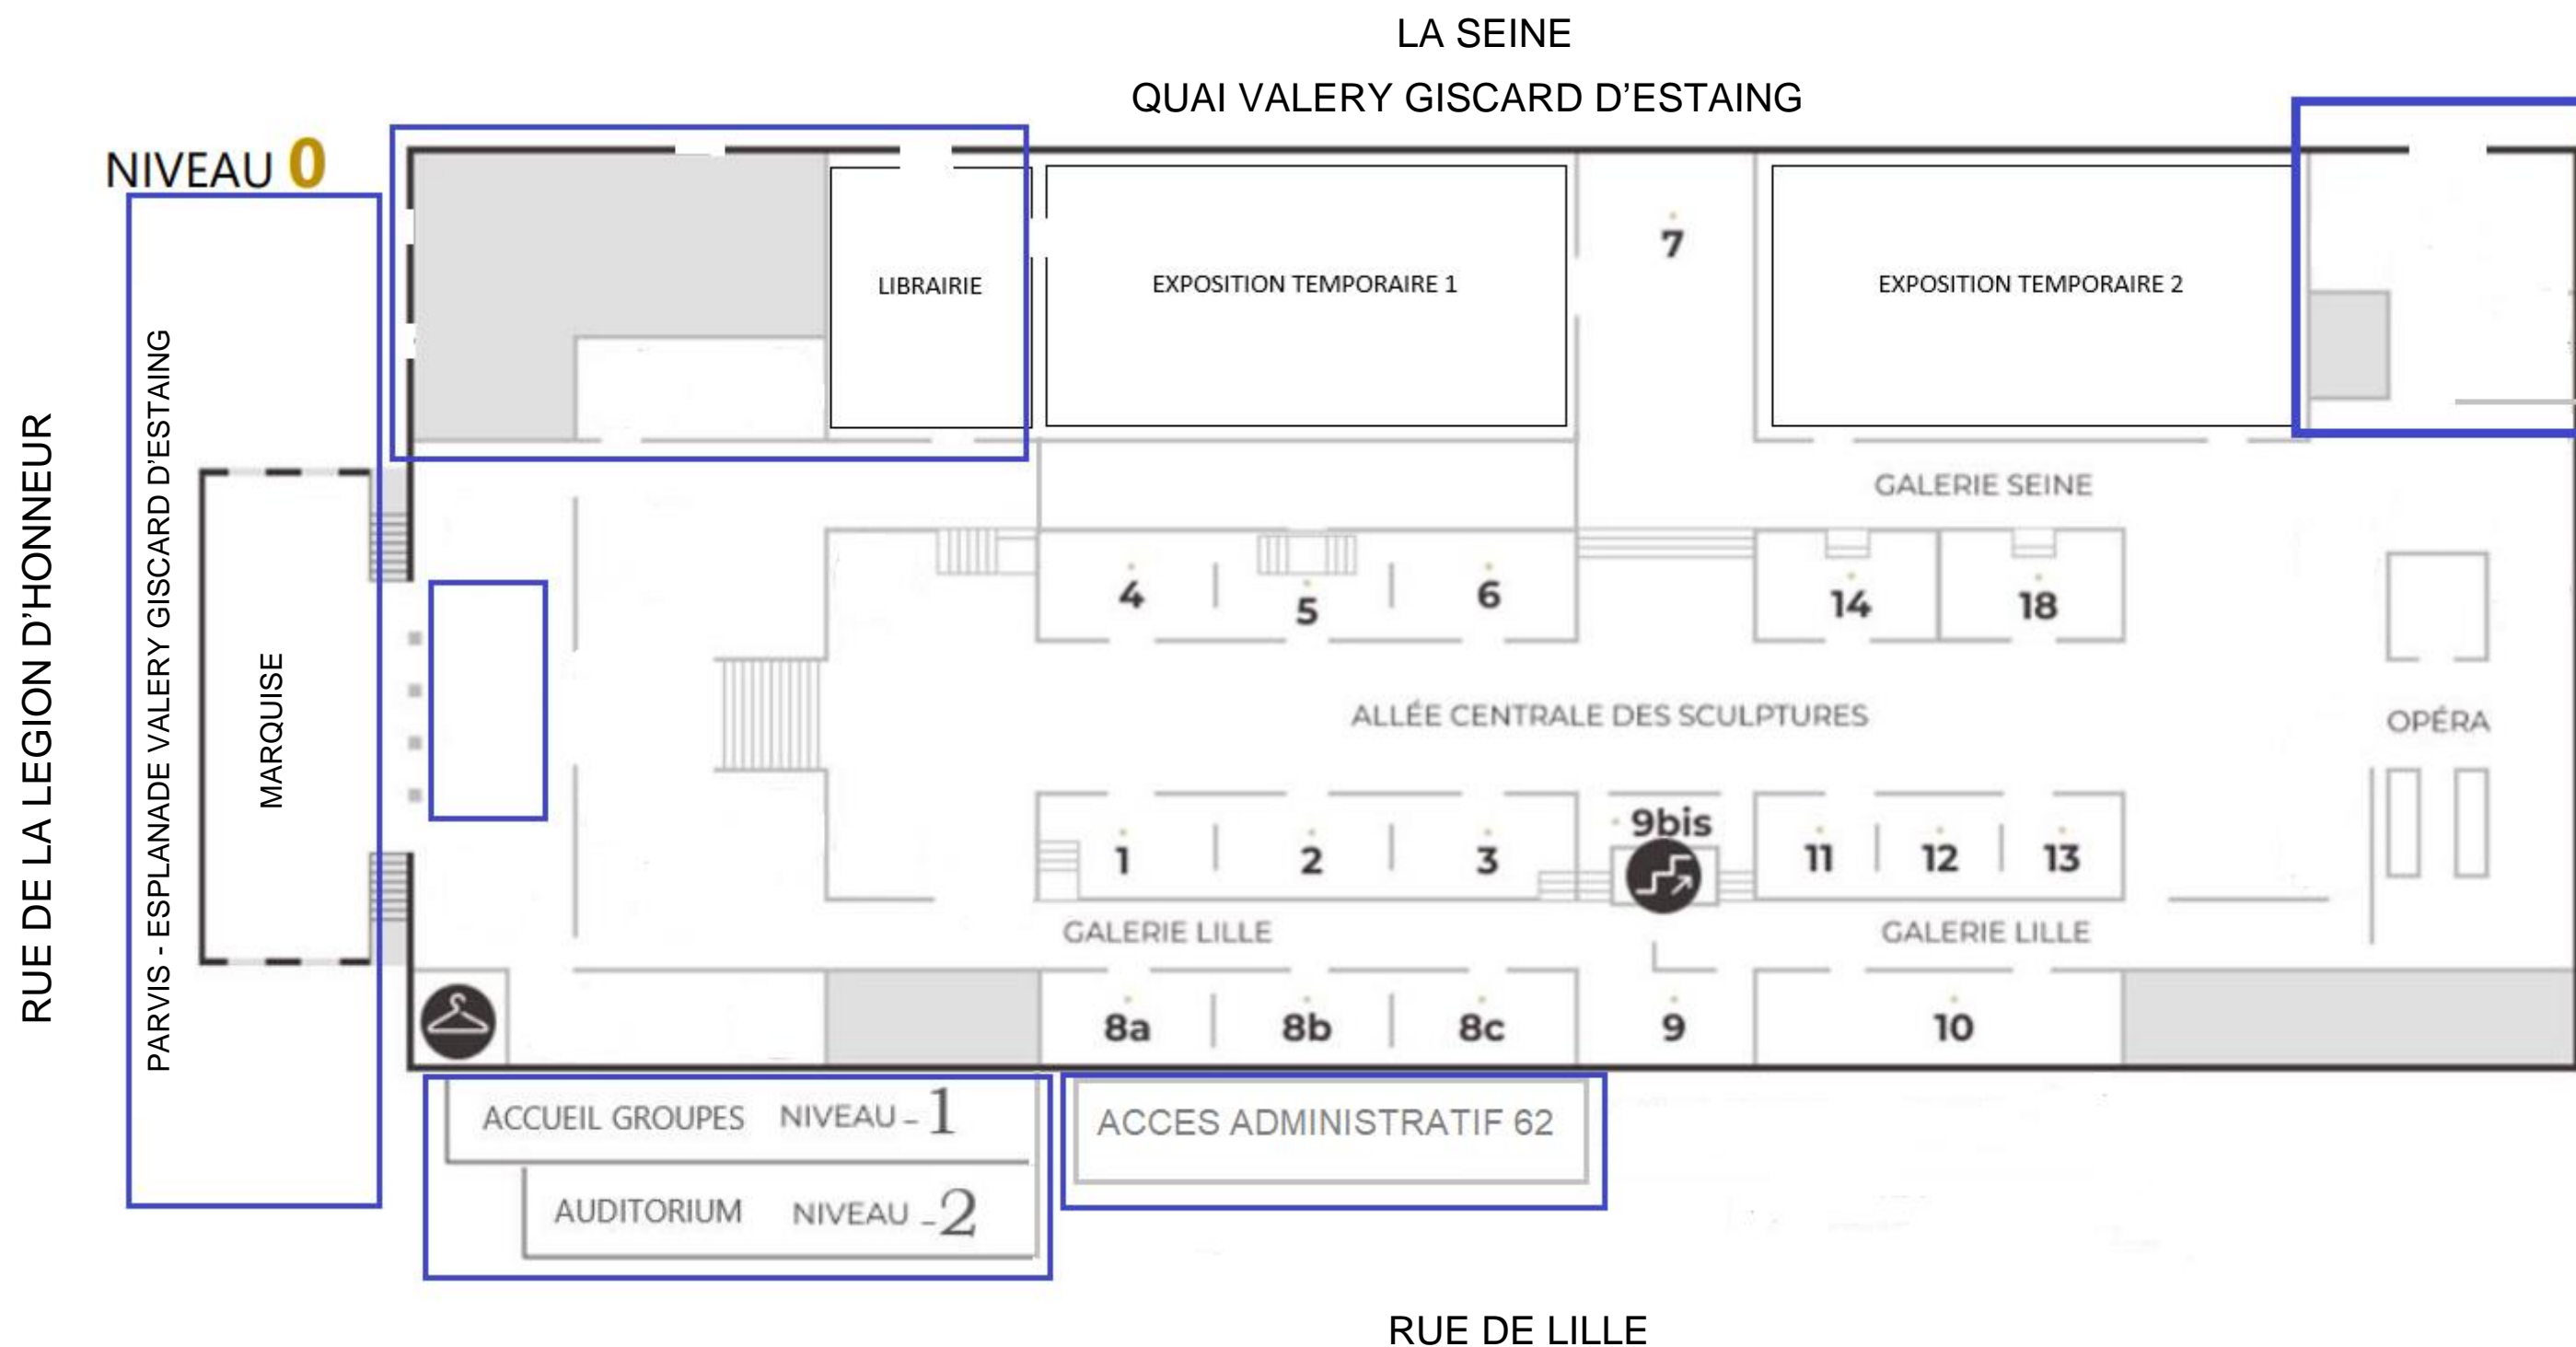 LA SEINE
QUAI VALERY GISCARD D'ESTAING
NIVEAU 0
RUE DE LA LEGION D'HONNEUR
PARVIS - ESPLANADE VALERY GISCARD D'ESTAING
MARQUISE
LIBRAIRIE
EXPOSITION TEMPORAIRE 1
7
EXPOSITION TEMPORAIRE 2
GALERIE SEINE
4
5
6
14
18
ALLÉE CENTRALE DES SCULPTURES
OPÉRA
1
2
3
9bis
11
12
13
GALERIE LILLE
GALERIE LILLE
8a
8b
8c
9
10
ACCUEIL GROUPES NIVEAU - 1
AUDITORIUM NIVEAU - 2
ACCES ADMINISTRATIF 62
RUE DE LILLE